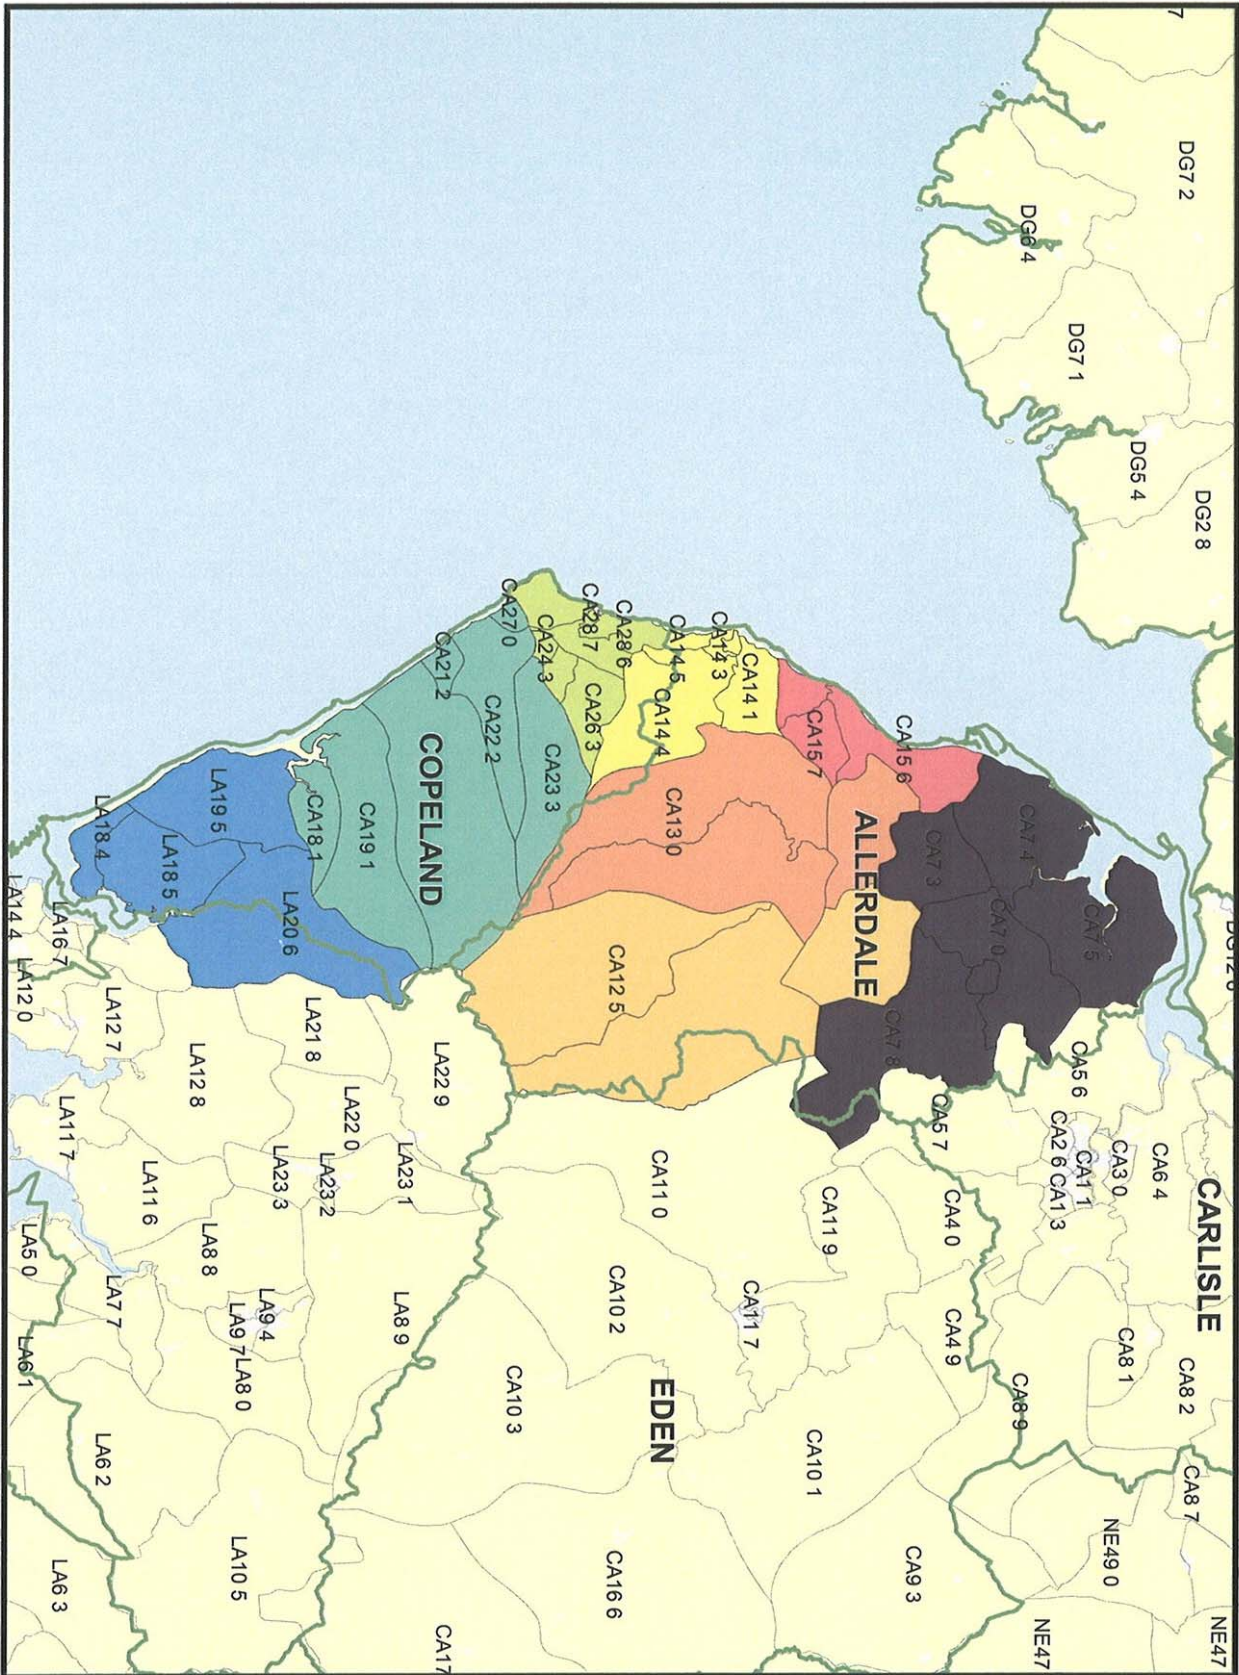 7
DG7 2
DG6 4
DG7 1
DG5 4
DG2 8
CARLISLE
CA6 4
CA3 0
CA1 1
CA2 6
CA1 3
CA5 6
CA5 7
CA8 2
CA8 1
CA8 9
CA8 7
NE49 0
NE47
NE47
CA7 5
CA7 4
CA7 0
CA7 3
CA7 8
CA4 0
CA4 9
CA9 3
CA15 6
CA15 7
ALLERDALE
CA11 9
CA10 1
CA14 1
CA14 3
CA14 5
CA14 4
CA13 0
CA12 5
CA11 7
CA11 0
CA10 2
EDEN
CA16 6
CA28 6
CA28 7
CA26 3
CA24 3
CA27 0
CA23 3
CA22 2
CA21 2
COPELAND
CA10 3
CA17
CA19 1
CA18 1
LA22 9
LA23 1
LA8 9
LA20 6
LA21 8
LA22 0
LA23 2
LA23 3
LA19 5
LA18 5
LA18 4
LA12 8
LA8 8
LA9 4
LA9 7
LA8 0
LA10 5
LA12 7
LA11 6
LA7 7
LA6 2
LA16 7
LA14 4
LA12 0
LA11 7
LA5 0
LA6 1
LA6 3